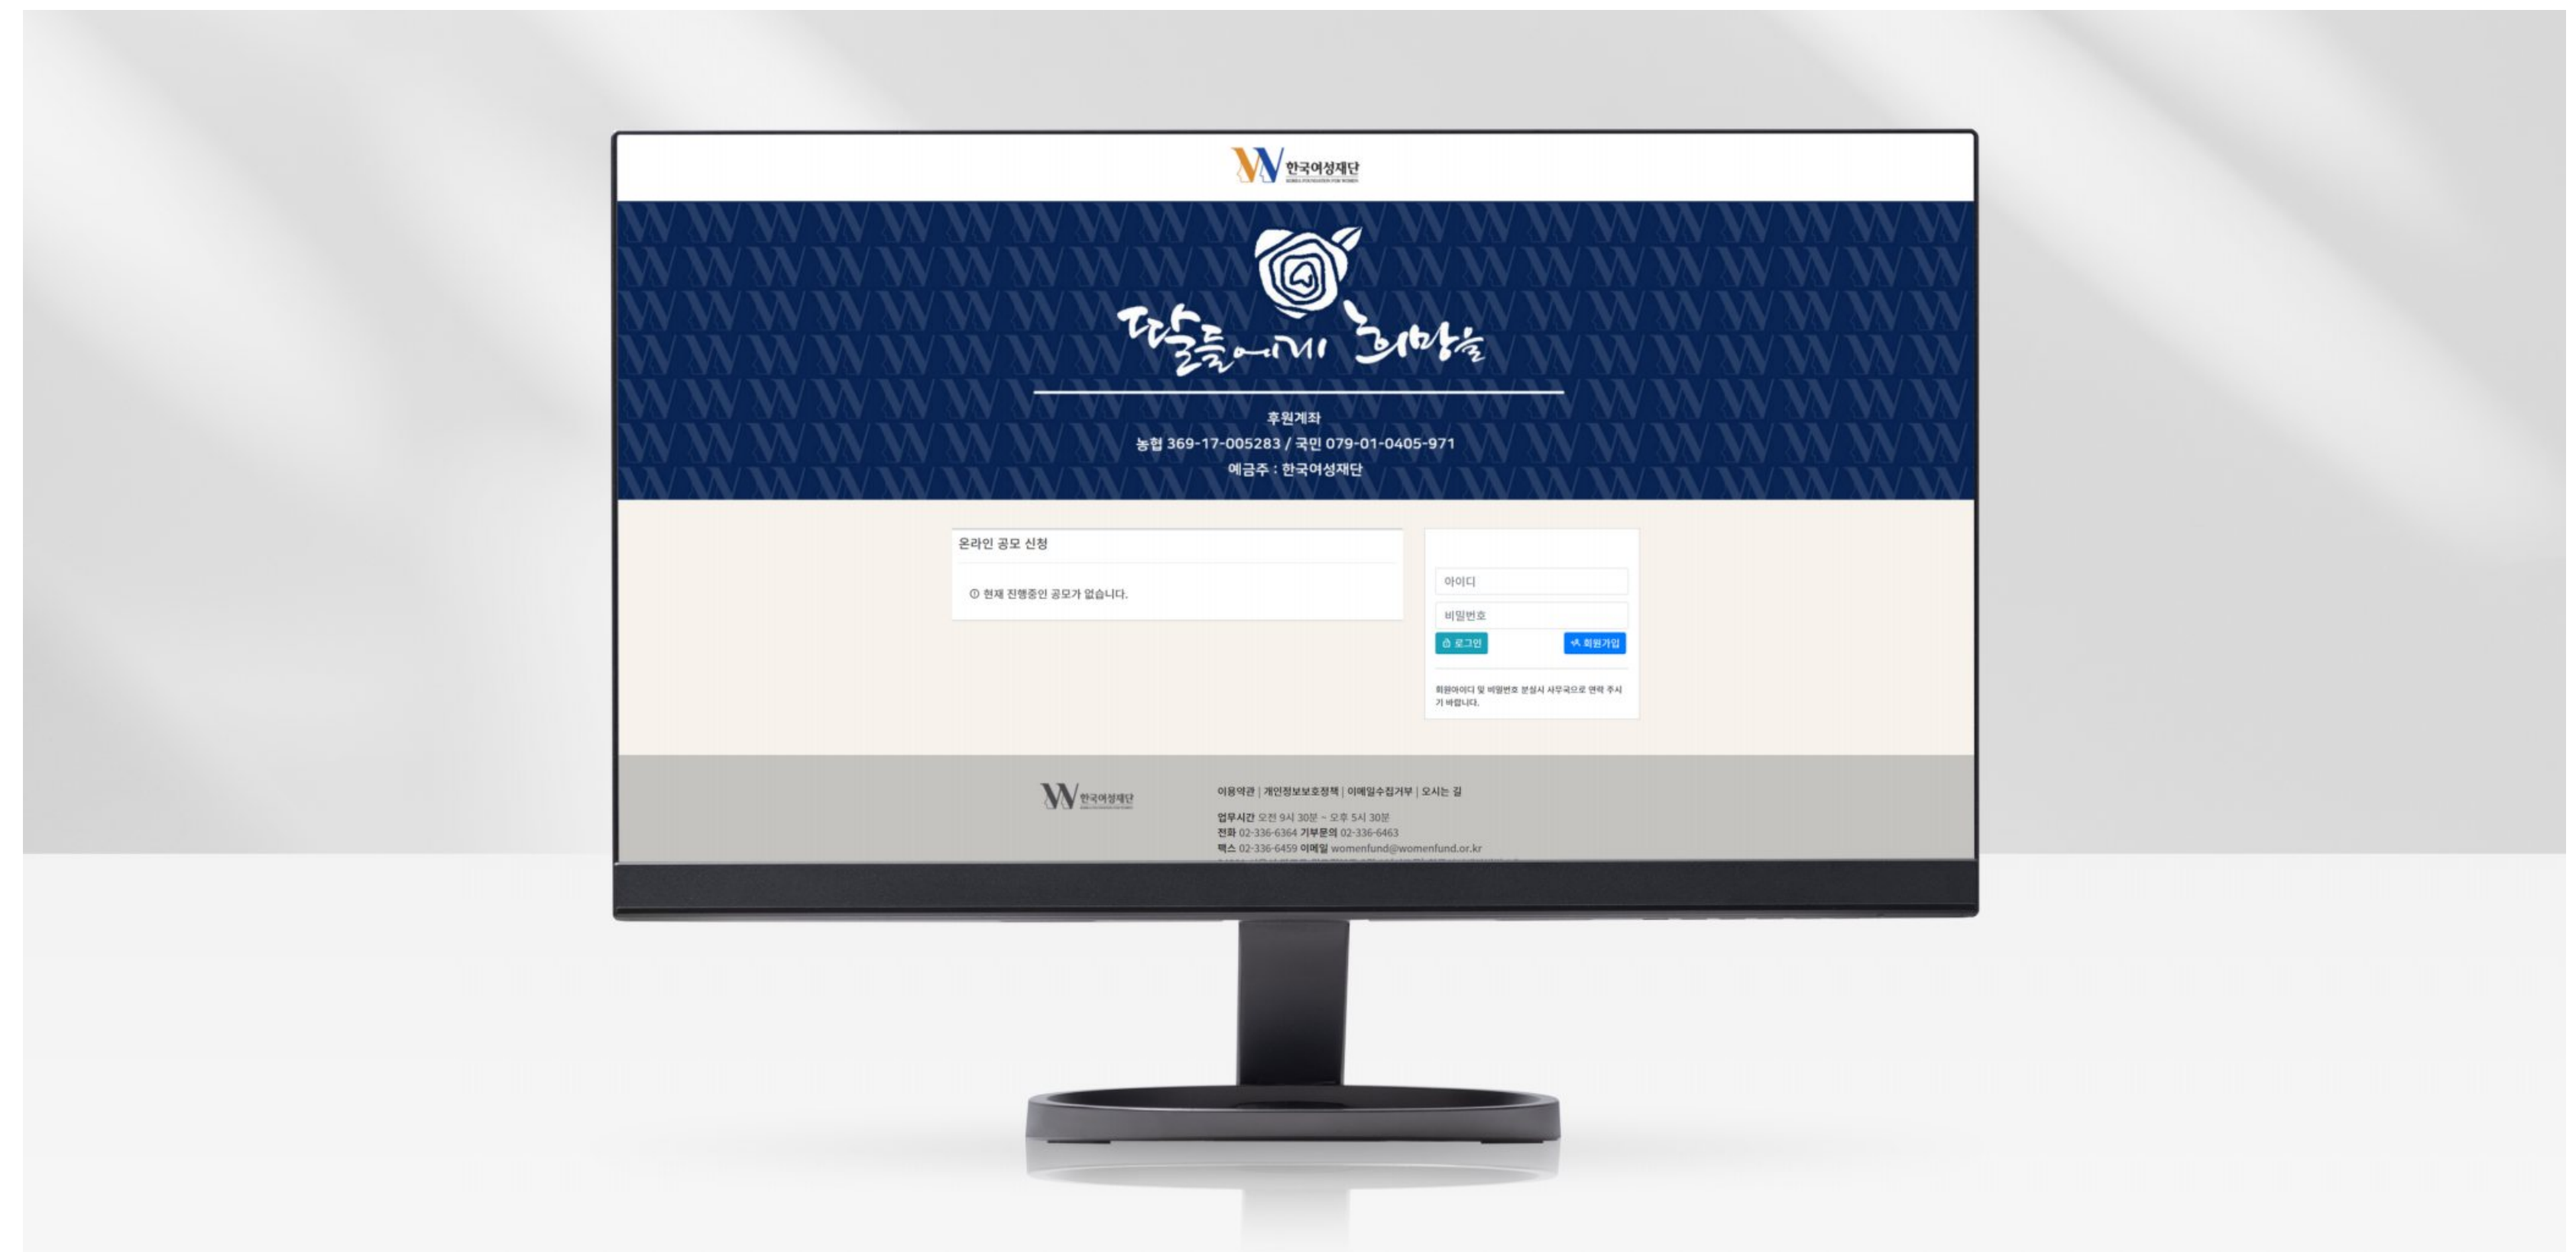 한국여성재단
KOREA FOUNDATION FOR WOMEN
딸들에게 희망을
후원계좌
농협 369-17-005283 / 국민 079-01-0405-971
예금주 : 한국여성재단
온라인 공모 신청
현재 진행중인 공모가 없습니다.
아이디
비밀번호
로그인
회원가입
회원아이디 및 비밀번호 분실시 사무국으로 연락 주시
기 바랍니다.
한국여성재단
이용약관 | 개인정보보호정책 | 이메일수집거부 | 오시는 길
업무시간 오전 9시 30분 ~ 오후 5시 30분
전화 02-336-6364 기부문의 02-336-6463
팩스 02-336-6459 이메일 womenfund@womenfund.or.kr